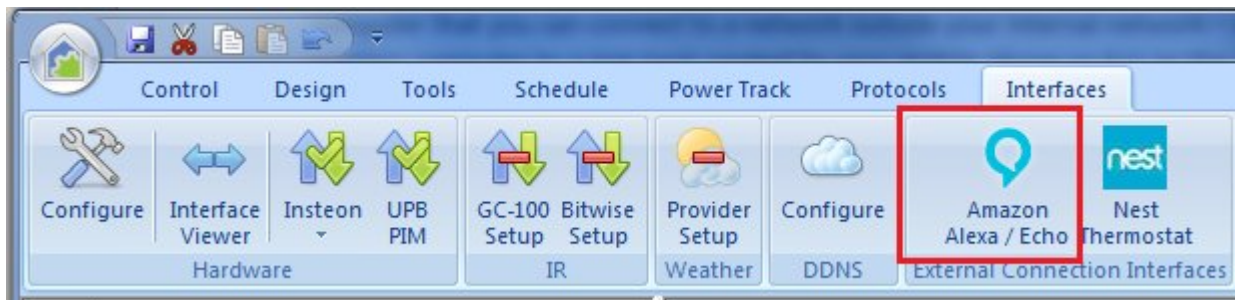 Control Design Tools Schedule Power Track Protocols Interfaces
nest
Configure Interface Insteon UPB GC-100 Bitwise Provider Configure Amazon Nest
Viewer PIM Setup Setup Setup Alexa / Echo Thermostat
Hardware IR Weather DDNS External Connection Interfaces